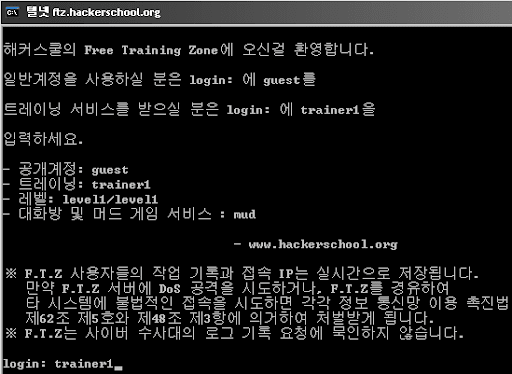 텔넷 ftz.hackerschool.org
해커스쿨의 Free Training Zone에 오신걸 환영합니다.
일반계정을 사용하실 분은 login: 에 guest를
트레이닝 서비스를 받으실 분은 login: 에 trainer1을
입력하세요.
- 공개계정: guest
- 트레이닝: trainer1
- 레벨: level1/level1
- 대화방 및 머드 게임 서비스 : mud
- www.hackerschool.org
※ F.T.Z 사용자들의 작업 기록과 접속 IP는 실시간으로 저장됩니다.
만약 F.T.Z 서버에 DoS 공격을 시도하거나, F.T.Z를 경유하여
타 시스템에 불법적인 접속을 시도하면 각각 정보 통신망 이용 촉진법
제62조 제5호와 제48조 제3항에 의거하여 처벌받게 됩니다.
※ F.T.Z는 사이버 수사대의 로그 기록 요청에 묵인하지 않습니다.
login: trainer1